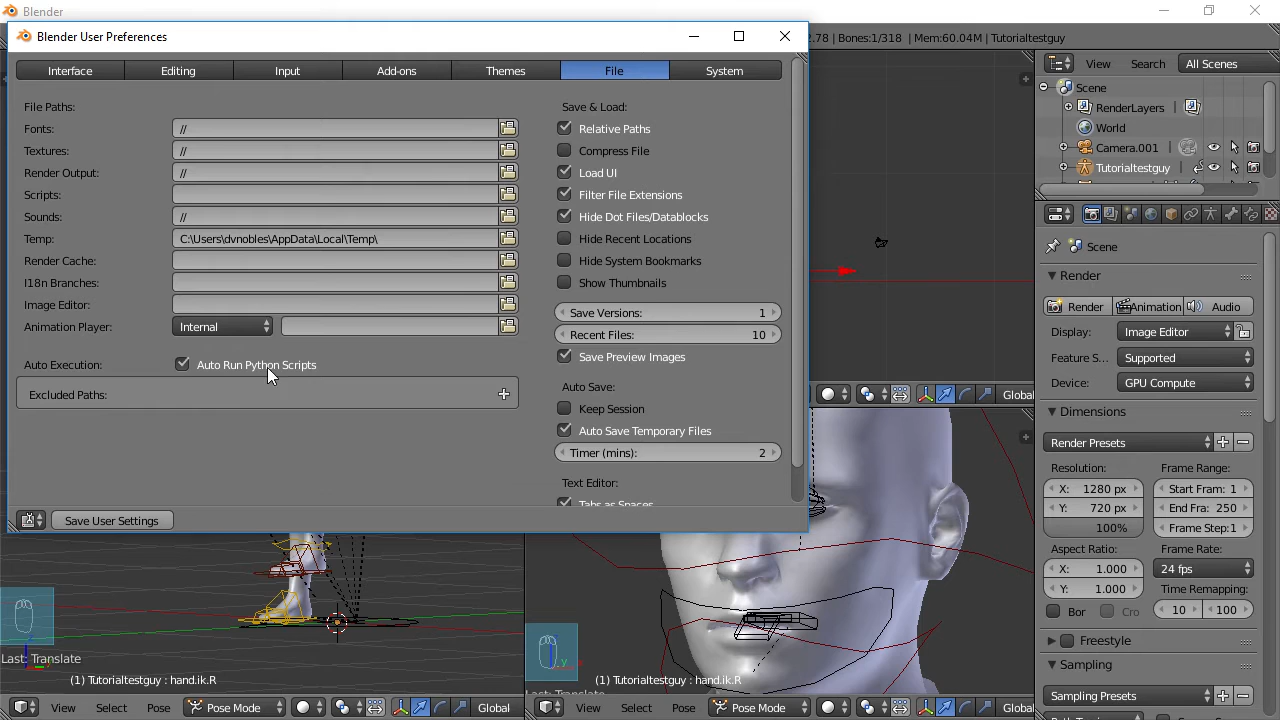 Blender
Blender User Preferences
2.78 | Bones:1/318 | Mem:60.04M | Tutorialtestguy
Interface Editing Input Add-ons Themes File System
File Paths:
Fonts: //
Textures: //
Render Output: //
Scripts:
Sounds: //
Temp: C:\Users\dvnobles\AppData\Local\Temp\
Render Cache:
I18n Branches:
Image Editor:
Animation Player: Internal
Auto Execution: Auto Run Python Scripts
Excluded Paths:
Save & Load:
Relative Paths
Compress File
Load UI
Filter File Extensions
Hide Dot Files/Datablocks
Hide Recent Locations
Hide System Bookmarks
Show Thumbnails
Save Versions: 1
Recent Files: 10
Save Preview Images
Auto Save:
Keep Session
Auto Save Temporary Files
Timer (mins): 2
Text Editor:
Tabs as Spaces
Save User Settings
View Search All Scenes
Scene
RenderLayers
World
Camera.001
Tutorialtestguy
Scene
Render
Render Animation Audio
Display: Image Editor
Feature S... Supported
Device: GPU Compute
Dimensions
Render Presets
Resolution: Frame Range:
X: 1280 px Start Fram: 1
Y: 720 px End Fra: 250
100% Frame Step:1
Aspect Ratio: Frame Rate:
X: 1.000 24 fps
Y: 1.000 Time Remapping:
Bor Cro 10 100
Freestyle
Sampling
Sampling Presets
Global
Last: Translate
(1) Tutorialtestguy : hand.ik.R
View Select Pose Pose Mode Global
y
Last: Translate
(1) Tutorialtestguy : hand.ik.R
View Select Pose Pose Mode Global